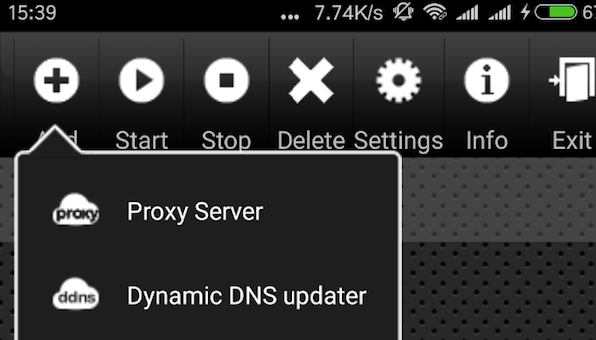 15:39 ... 7.74K/s 67
Add Start Stop Delete Settings Info Exit
proxy Proxy Server
ddns Dynamic DNS updater